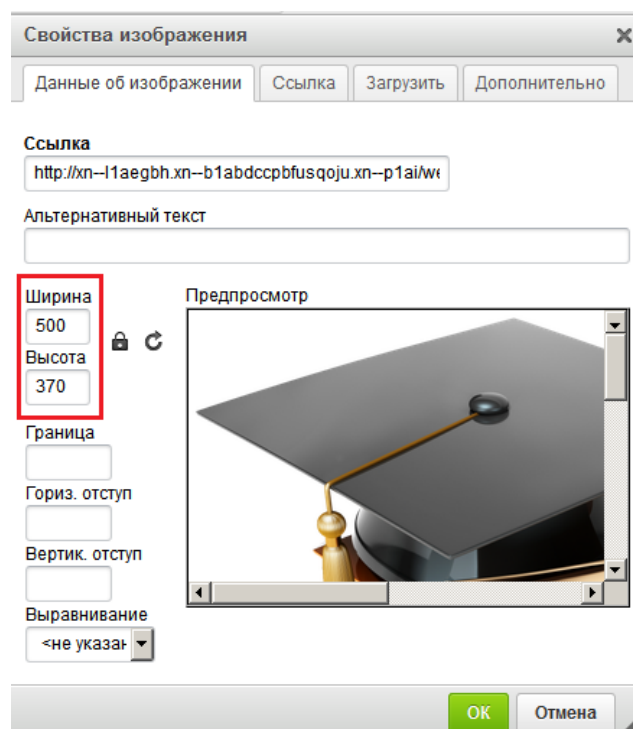 Свойства изображения
Данные об изображении Ссылка Загрузить Дополнительно
Ссылка
http://xn--l1aegbh.xn--b1abdccpbfusqoju.xn--p1ai/we
Альтернативный текст
Ширина
500
Высота
370
Предпросмотр
Граница
Гориз. отступ
Вертик. отступ
Выравнивание
<не указан
ОК Отмена